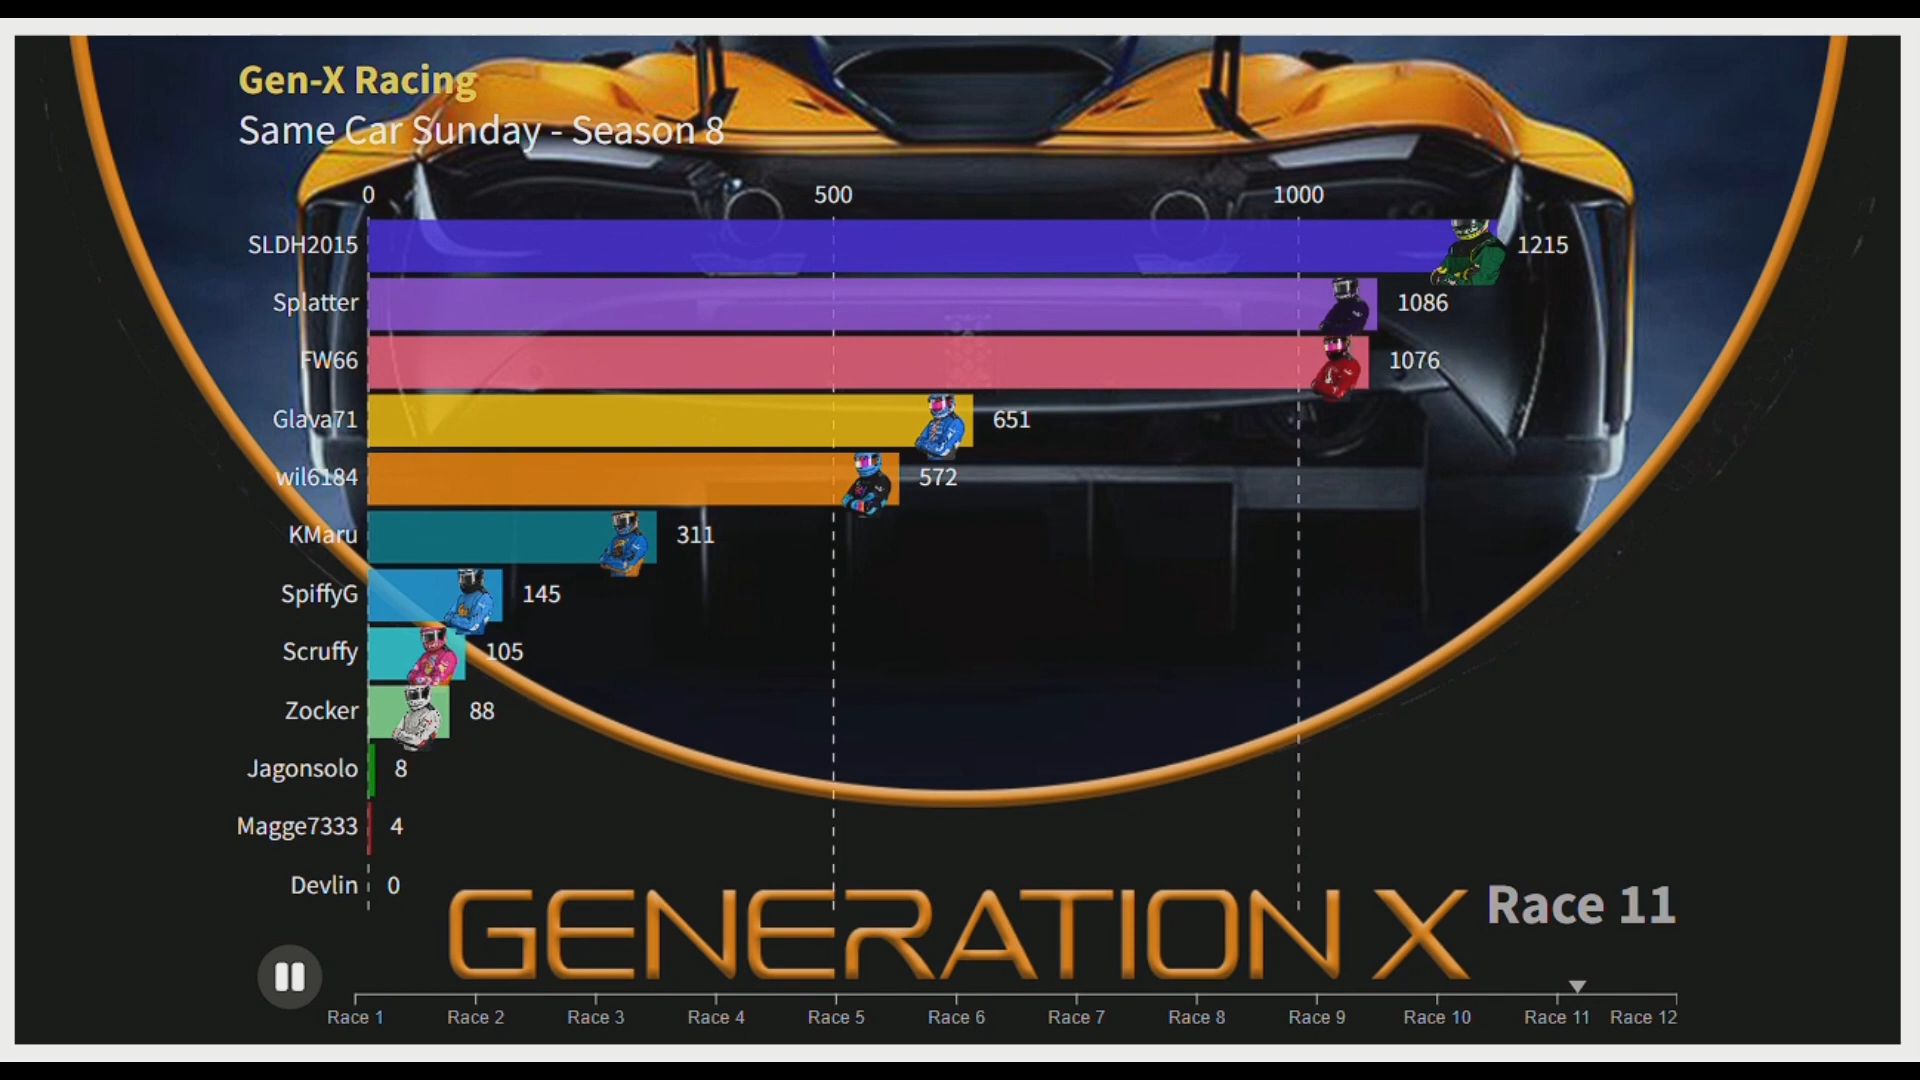 Gen-X Racing
Same Car Sunday - Season 8
0 500 1000
SLDH2015 1215
Splatter 1086
FW66 1076
Glava71 651
wil6184 572
KMaru 311
SpiffyG 145
Scruffy 105
Zocker 88
Jagonsolo 8
Magge7333 4
Devlin 0
GENERATION X
Race 11
Race 1 Race 2 Race 3 Race 4 Race 5 Race 6 Race 7 Race 8 Race 9 Race 10 Race 11 Race 12